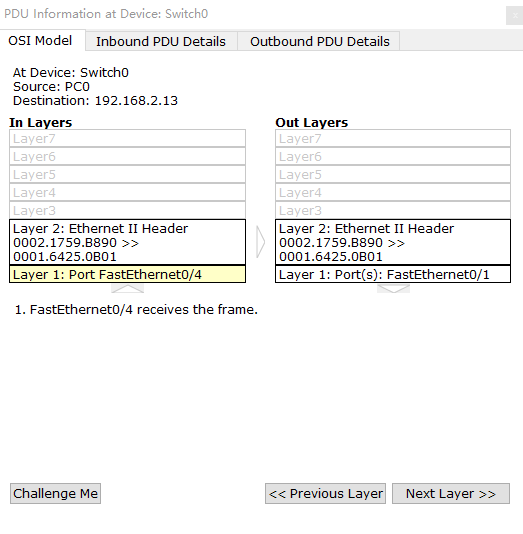 PDU Information at Device: Switch0
OSI Model
Inbound PDU Details
Outbound PDU Details
At Device: Switch0
Source: PC0
Destination: 192.168.2.13
In Layers
Layer7
Layer6
Layer5
Layer4
Layer3
Layer 2: Ethernet II Header
0002.1759.B890 >>
0001.6425.0B01
Layer 1: Port FastEthernet0/4
Out Layers
Layer7
Layer6
Layer5
Layer4
Layer3
Layer 2: Ethernet II Header
0002.1759.B890 >>
0001.6425.0B01
Layer 1: Port(s): FastEthernet0/1
1. FastEthernet0/4 receives the frame.
Challenge Me
<< Previous Layer
Next Layer >>